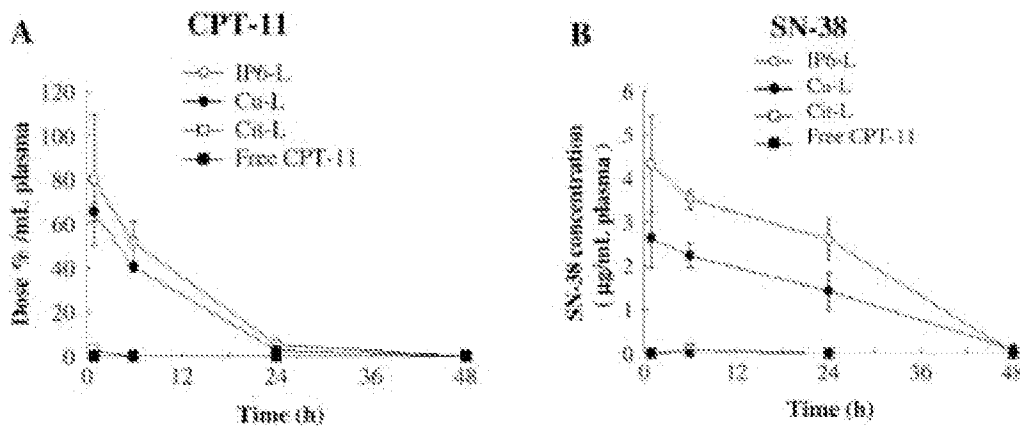 A
CPT-11
IP6-L
Cu-L
Cit-L
Free CPT-11
Dose % /mL plasma
120
100
80
60
40
20
0
0 12 24 36 48
Time (h)
B
SN-38
IP6-L
Cu-L
Cit-L
Free CPT-11
SN-38 concentration
( µg/mL plasma )
6
5
4
3
2
1
0
0 12 24 36 48
Time (h)